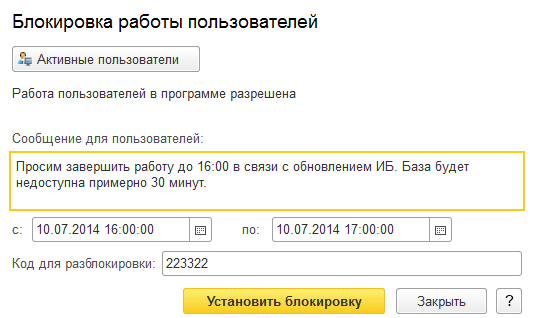 Блокировка работы пользователей
Активные пользователи
Работа пользователей в программе разрешена
Сообщение для пользователей:
Просим завершить работу до 16:00 в связи с обновлением ИБ. База будет
недоступна примерно 30 минут.
с: 10.07.2014 16:00:00 по: 10.07.2014 17:00:00
Код для разблокировки: 223322
Установить блокировку Закрыть ?